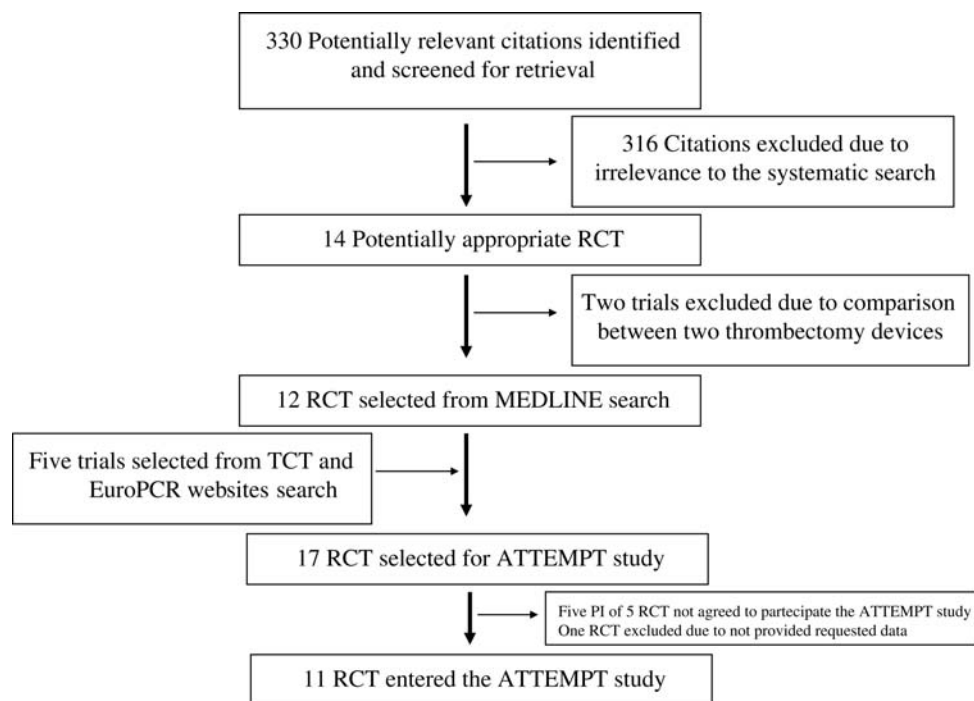 330 Potentially relevant citations identified
and screened for retrieval
316 Citations excluded due to
irrelevance to the systematic search
14 Potentially appropriate RCT
Two trials excluded due to comparison
between two thrombectomy devices
12 RCT selected from MEDLINE search
Five trials selected from TCT and
EuroPCR websites search
17 RCT selected for ATTEMPT study
Five PI of 5 RCT not agreed to partecipate the ATTEMPT study
One RCT excluded due to not provided requested data
11 RCT entered the ATTEMPT study